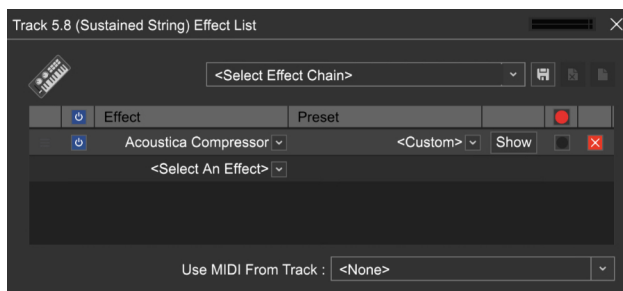 Track 5.8 (Sustained String) Effect List
<Select Effect Chain>
Effect Preset
Acoustica Compressor <Custom> Show
<Select An Effect>
Use MIDI From Track : <None>